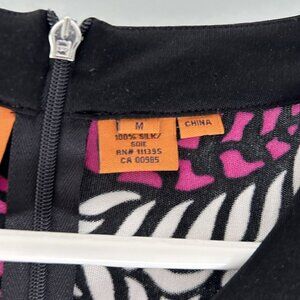 M
100% SILK/
SOIE
RN# 111395
CA 00985
CHINA